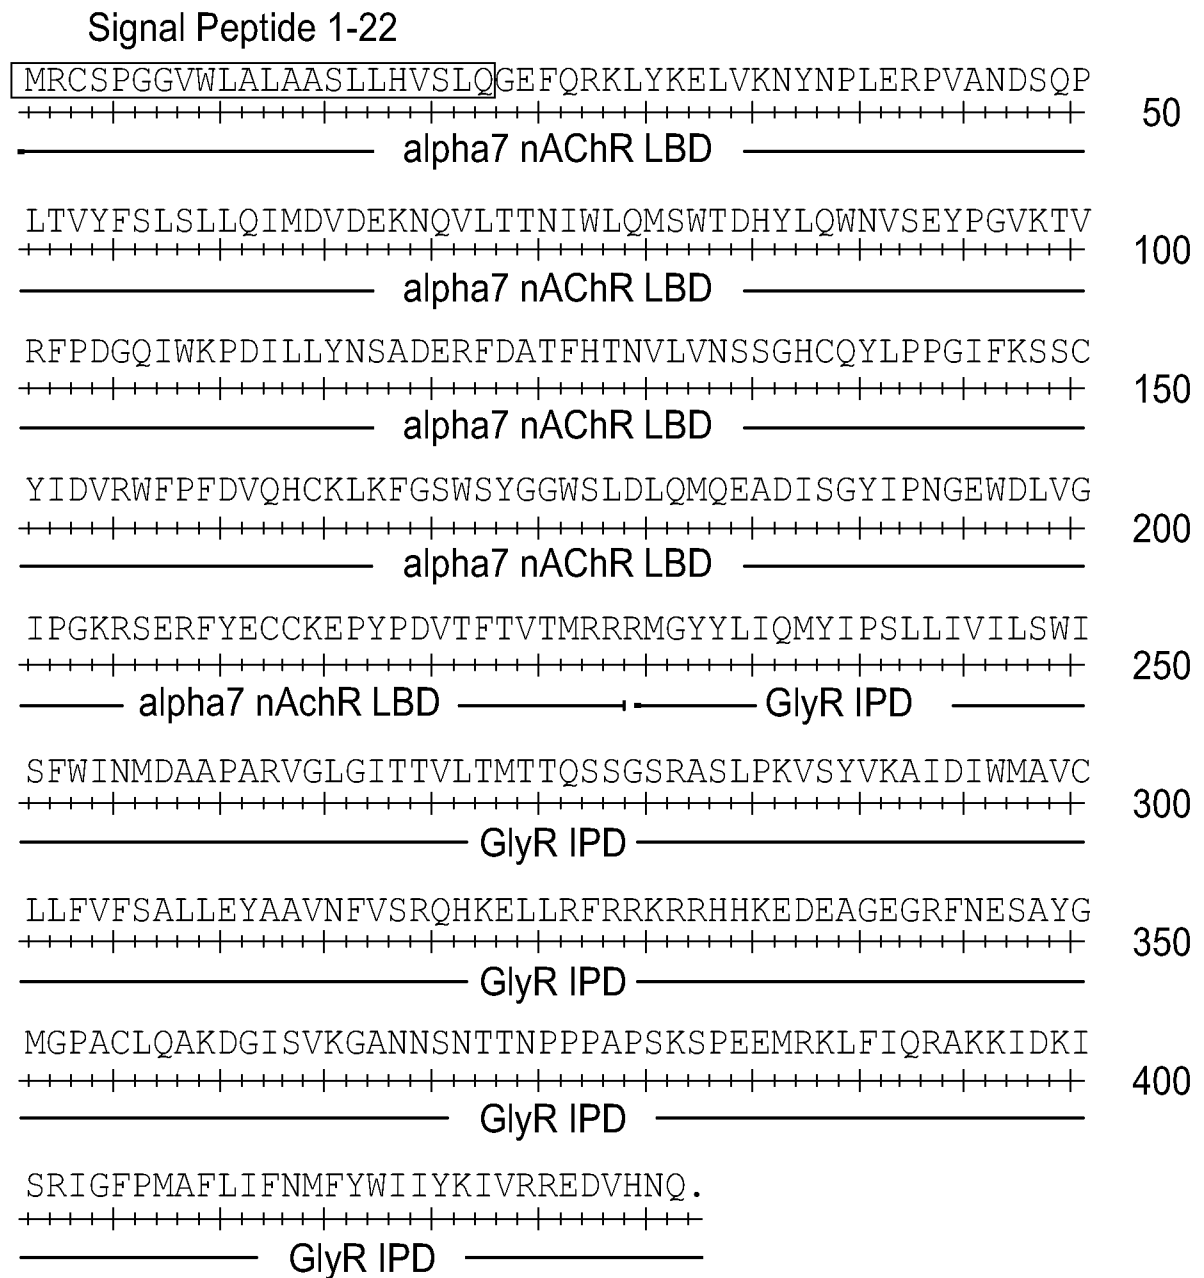 Signal Peptide 1-22
MRCSPGGVWLALAASLLHVSLQGEFQRKLYKELVKNYNPLERPVANDSQP
50
alpha7 nAChR LBD
LTVYFSLSLLQIMDVDEKNQVLTTNIWLQMSWTDHYLQWNVSEYPGVKTV
100
alpha7 nAChR LBD
RFPDGQIWKPDILLYNSADERFDATFHTNVLVNSSGHCQYLPPGIFKSSC
150
alpha7 nAChR LBD
YIDVRWFPFDVQHCKLKFGSWSYGGWSLDLQMQEADISGYIPNGEWDLVG
200
alpha7 nAChR LBD
IPGKRSERFYECCKEPYPDVTFTVTMRRRMGYYLIQMYIPSLLIVILSWI
250
alpha7 nAchR LBD GlyR IPD
SFWINMDAAPARVGLGITTVLTMTTQSSGSRASLPKVSYVKAIDIWMAVC
300
GlyR IPD
LLFVFSALLEYAAVNFVSRQHKELLRFRRKRRHHKEDEAGEGRFNESAYG
350
GlyR IPD
MGPACLQAKDGISVKGANNSNTTNPPPAPSKSPEEMRKLFIQRAKKIDKI
400
GlyR IPD
SRIGFPMAFLIFNMFYWIIYKIVRREDVHNQ.
GlyR IPD